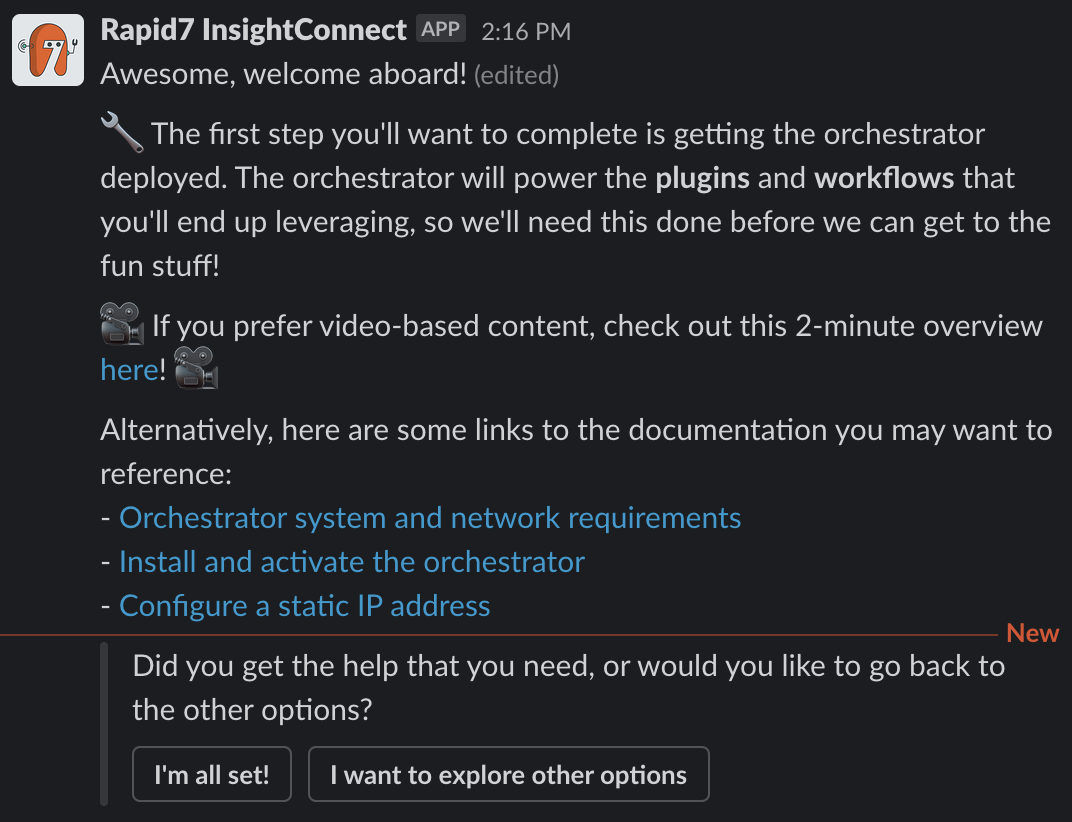 Rapid7 InsightConnect APP 2:16 PM
Awesome, welcome aboard! (edited)
The first step you'll want to complete is getting the orchestrator
deployed. The orchestrator will power the plugins and workflows that
you'll end up leveraging, so we'll need this done before we can get to the
fun stuff!
If you prefer video-based content, check out this 2-minute overview
here!
Alternatively, here are some links to the documentation you may want to
reference:
- Orchestrator system and network requirements
- Install and activate the orchestrator
- Configure a static IP address
New
Did you get the help that you need, or would you like to go back to
the other options?
I'm all set! I want to explore other options